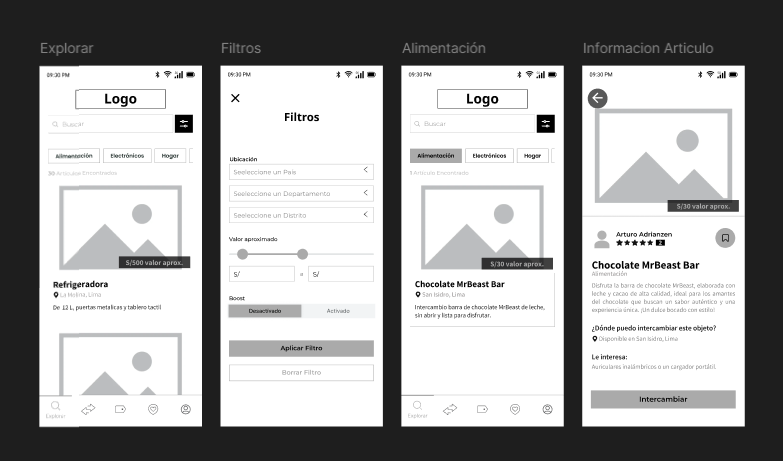 Explorar
09:30 PM
Logo
Buscar
Alimentación
Electrónicos
Hogar
30 Artículos Encontrados
S/500 valor aprox.
Refrigeradora
La Molina, Lima
De 12 L, puertas metalicas y tablero tactil
Explorar
Filtros
09:30 PM
Filtros
Ubicación
Seeleccione un País
Seeleccione un Departamento
Seeleccione un Distrito
Valor aproximado
S/
a
S/
Boost
Desactivado
Activado
Aplicar Filtro
Borrar Filtro
Alimentación
09:30 PM
Logo
Buscar
Alimentación
Electrónicos
Hogar
1 Artículo Encontrado
S/30 valor aprox.
Chocolate MrBeast Bar
San Isidro, Lima
Intercambio barra de chocolate MrBeast de leche,
sin abrir y lista para disfrutar.
Explorar
Informacion Articulo
09:30 PM
S/30 valor aprox.
Arturo Adrianzen
2
Chocolate MrBeast Bar
Alimentación
Disfruta la barra de chocolate MrBeast, elaborada con
leche y cacao de alta calidad, ideal para los amantes
del chocolate que buscan un sabor auténtico y una
experiencia única. ¡Un dulce bocado con estilo!
¿Dónde puedo intercambiar este objeto?
Disponible en San Isidro, Lima
Le interesa:
Auriculares inalámbricos o un cargador portátil.
Intercambiar